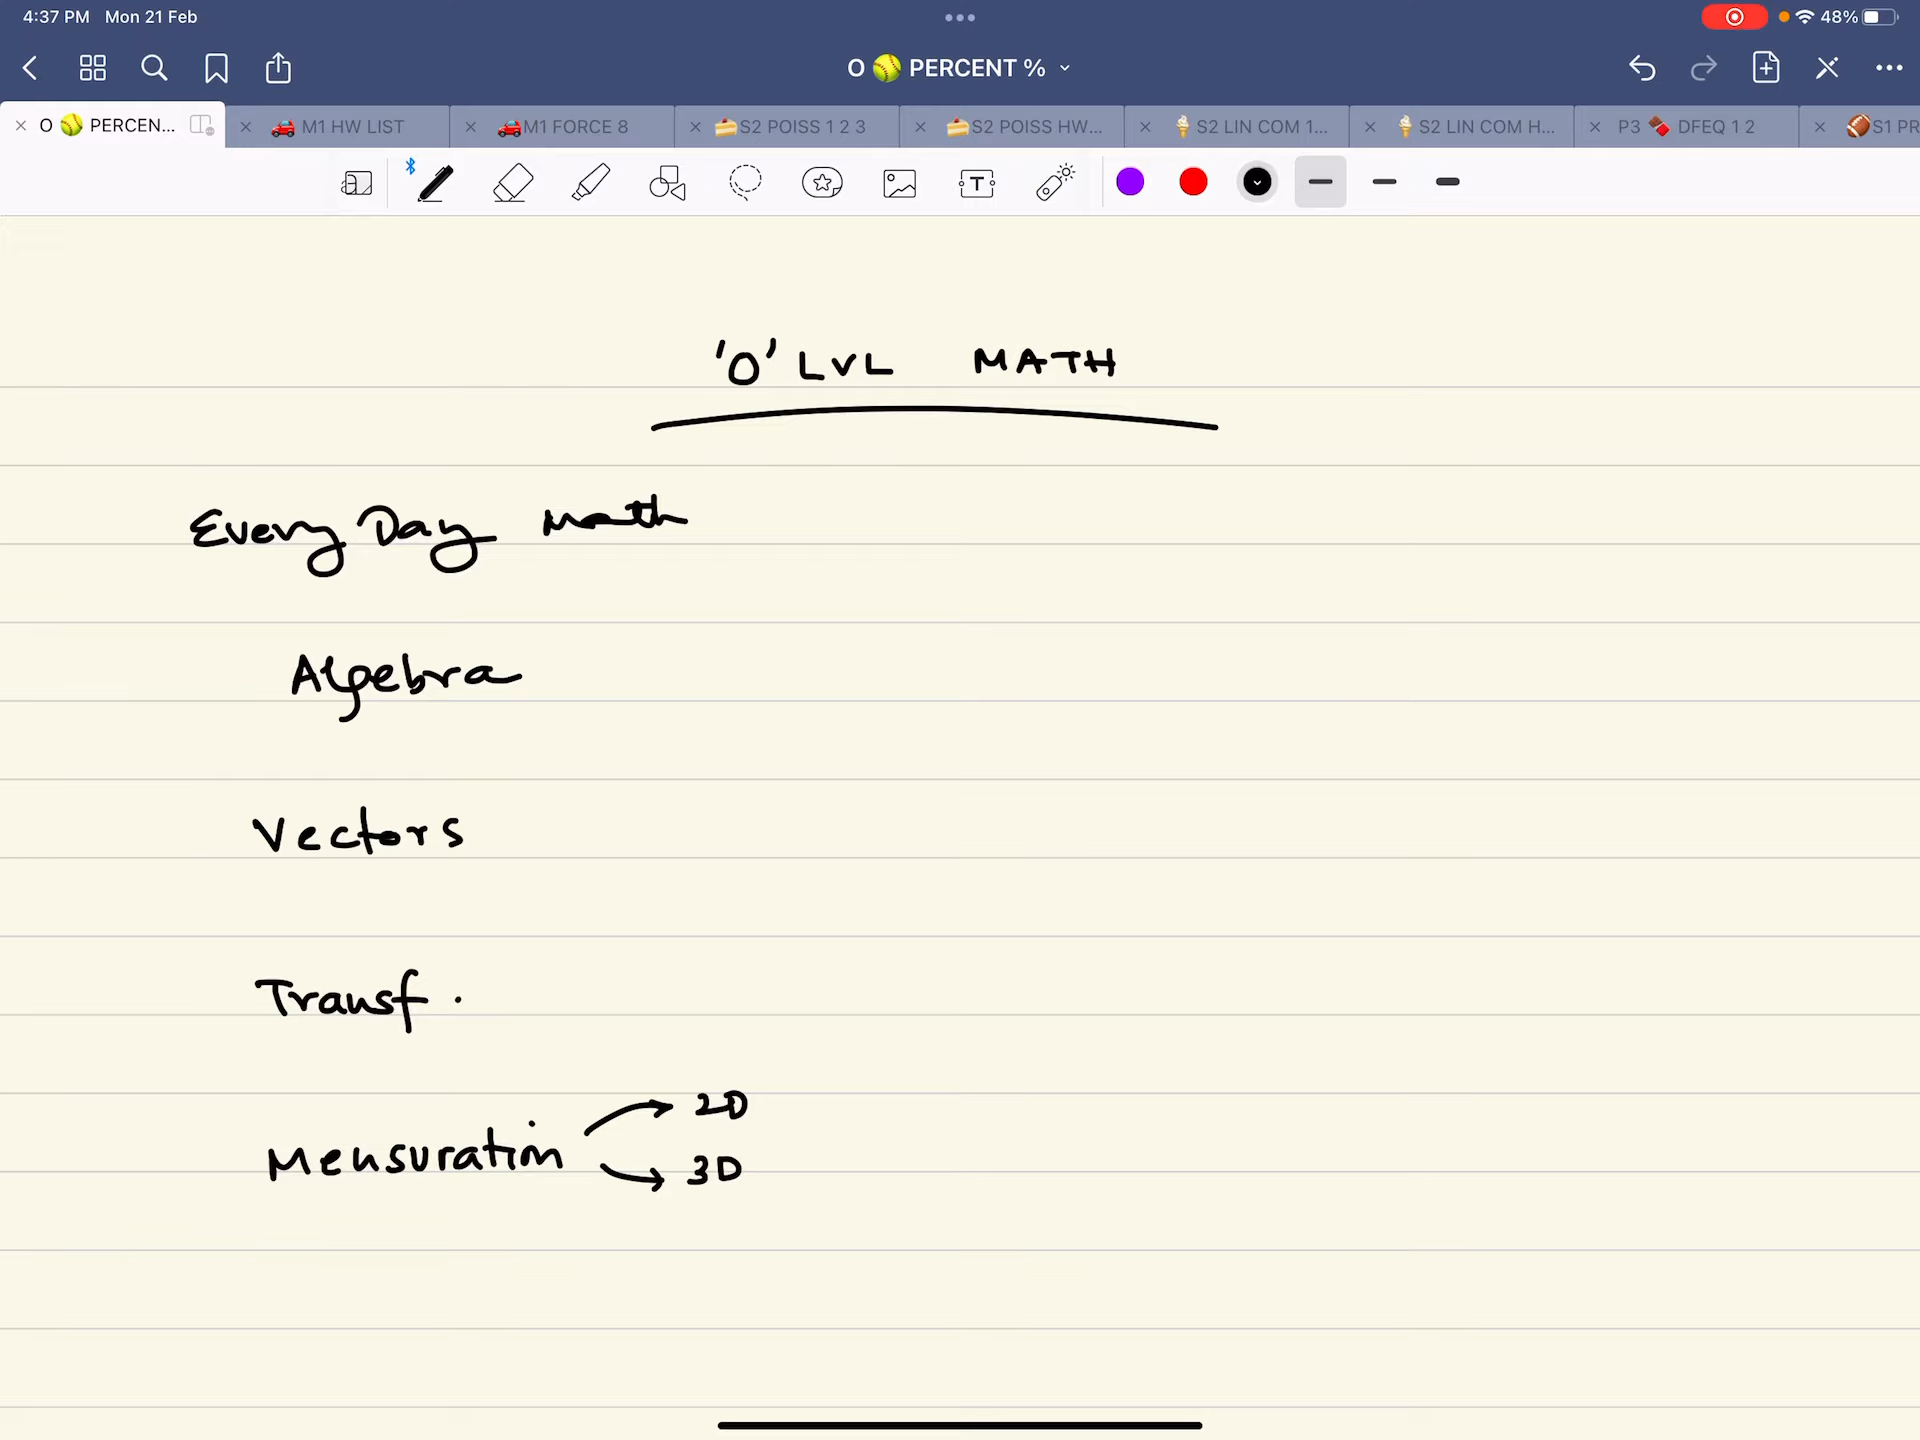 4:37 PM Mon 21 Feb 48%
O PERCENT %
O PERCEN... M1 HW LIST M1 FORCE 8 S2 POISS 1 2 3 S2 POISS HW... S2 LIN COM 1... S2 LIN COM H... P3 DFEQ 1 2 S1 PR
'O' LVL MATH
Every Day Math
Algebra
Vectors
Transf.
2D
Mensuration
3D